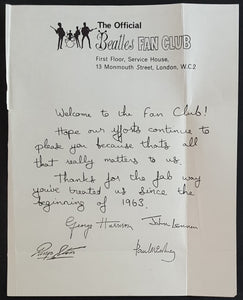 The Official
Beatles FAN CLUB
First Floor, Service House,
13 Monmouth Street, London, W.C.2
Welcome to the Fan Club!
Hope our efforts continue to
please you because thats all
that really matters to us.
Thanks for the fab way
you've treated us since the
beginning of 1963.
George Harrison John Lennon
Ringo Starr Paul McCartney